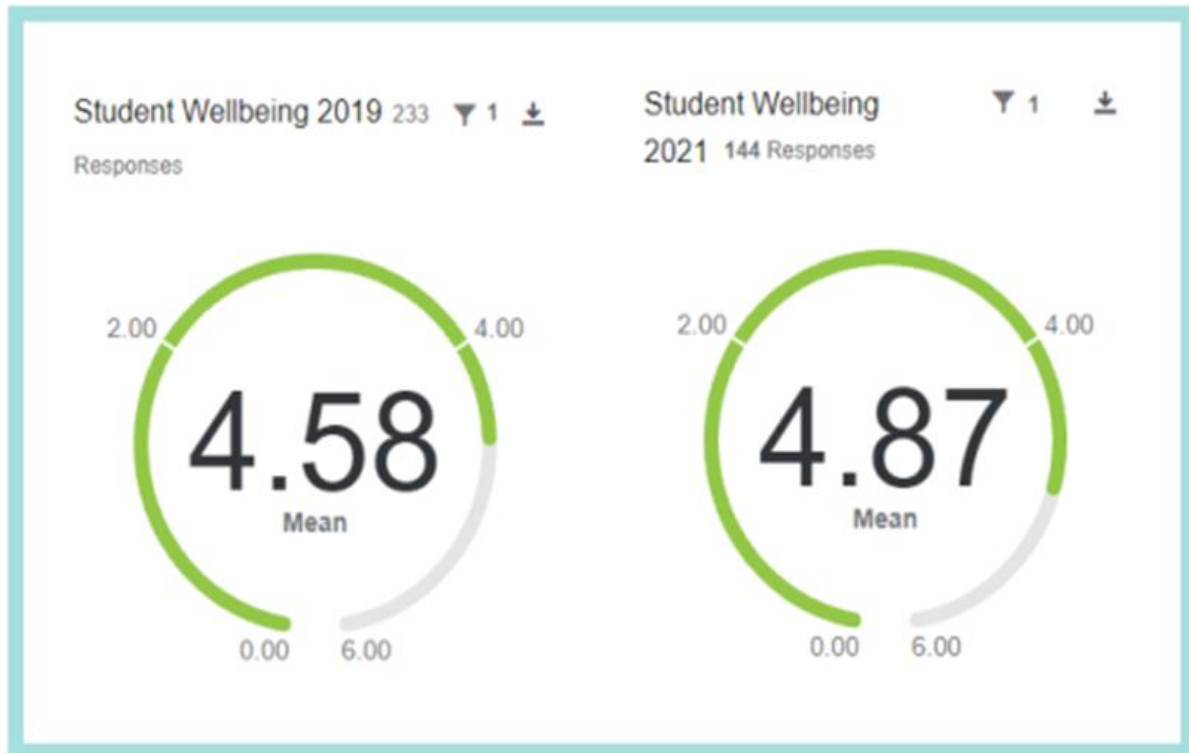 Student Wellbeing 2019 233 1
Responses
2.00
4.00
4.58
Mean
0.00
6.00
Student Wellbeing 1
2021 144 Responses
2.00
4.00
4.87
Mean
0.00
6.00